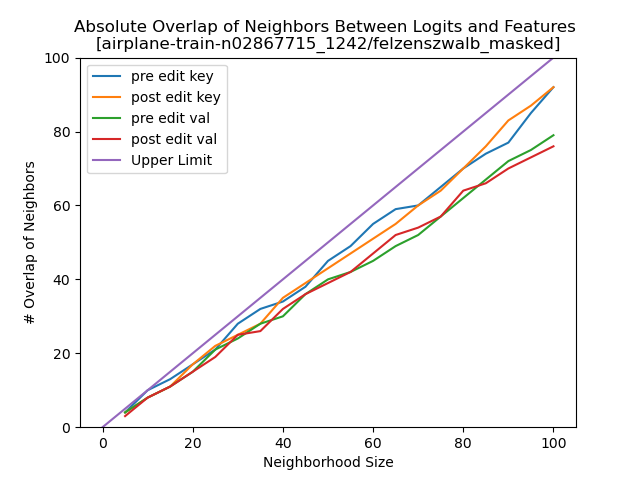 Absolute Overlap of Neighbors Between Logits and Features
[airplane-train-n02867715_1242/felzenszwalb_masked]
pre edit key
post edit key
pre edit val
post edit val
Upper Limit
# Overlap of Neighbors
100
80
60
40
20
0
0 20 40 60 80 100
Neighborhood Size